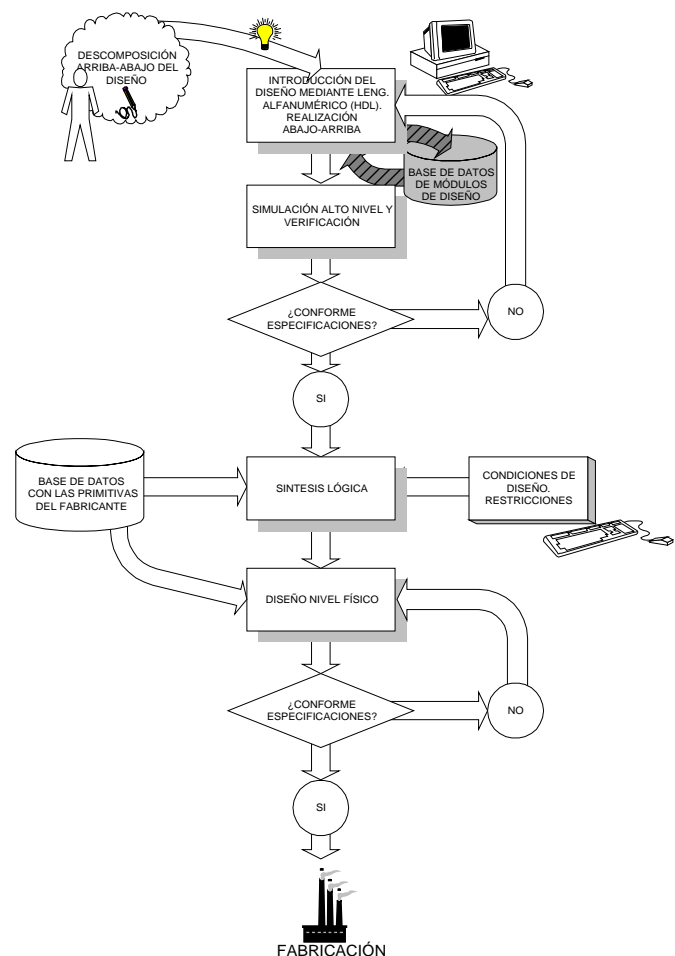 DESCOMPOSICIÓN
ARRIBA-ABAJO DEL
DISEÑO
INTRODUCCIÓN DEL
DISEÑO MEDIANTE LENG.
ALFANUMÉRICO (HDL).
REALIZACIÓN
ABAJO-ARRIBA
BASE DE DATOS
DE MÓDULOS
DE DISEÑO
SIMULACIÓN ALTO NIVEL Y
VERIFICACIÓN
¿CONFORME
ESPECIFICACIONES?
NO
SI
BASE DE DATOS
CON LAS PRIMITIVAS
DEL FABRICANTE
SINTESIS LÓGICA
CONDICIONES DE
DISEÑO.
RESTRICCIONES
DISEÑO NIVEL FÍSICO
¿CONFORME
ESPECIFICACIONES?
NO
SI
FABRICACIÓN